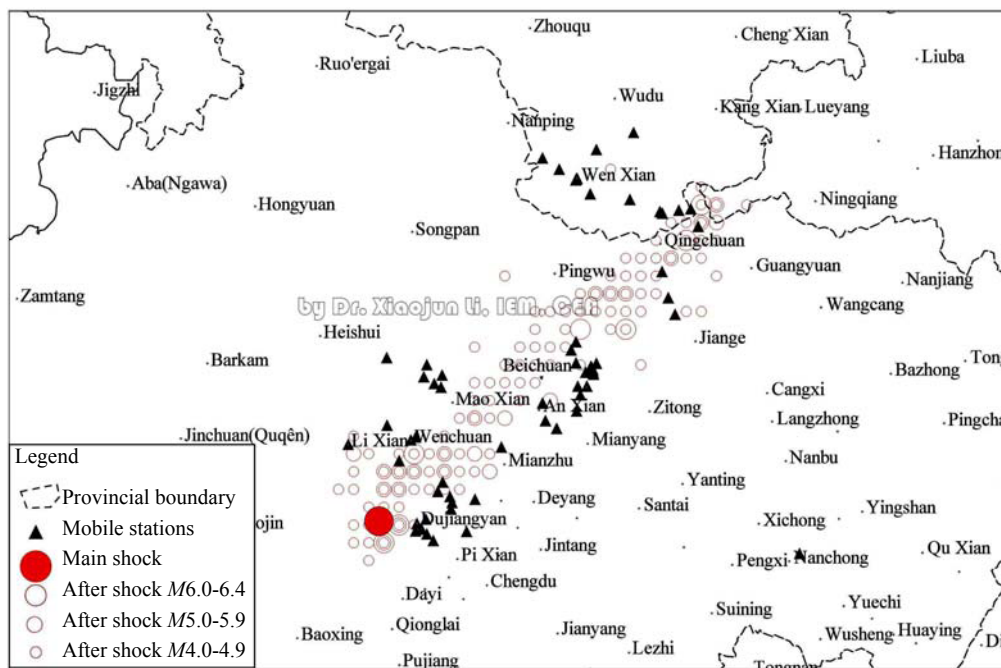 Zhouqu
Cheng Xian
Ruo'ergai
Liuba
Jigzhi
Wudu
Kang Xian Lueyang
Nanping
Hanzhon
Wen Xian
Aba(Ngawa)
Hongyuan
Ningqiang
Songpan
Qingchuan
Pingwu
Guangyuan
Nanjiang
Zamtang
by Dr. Xiaojun Li, IEM, CEA
Wangcang
Heishui
Jiange
Barkam
Beichuan
Tong
Bazhong
Cangxi
Mao Xian
An Xian
Zitong
Langzhong
Pingcha
Jinchuan(Quqên)
Li Xian
Wenchuan
Mianyang
Mianzhu
Nanbu
Yanting
Deyang
Santai
Yingshan
ojin
Dujiangyan
Xichong
Jintang
Pi Xian
Pengxi
Nanchong
Qu Xian
Chengdu
Dayi
Suining
Yuechi
Qionglai
Jianyang
Baoxing
Wusheng
Huaying
Lezhi
Pujiang
Tongnan
Legend
Provincial boundary
Mobile stations
Main shock
After shock M6.0-6.4
After shock M5.0-5.9
After shock M4.0-4.9